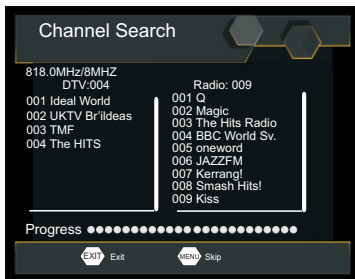 Channel Search
818.0MHz/8MHZ
DTV:004
001 Ideal World
002 UKTV Br'ildeas
003 TMF
004 The HITS
Radio: 009
001 Q
002 Magic
003 The Hits Radio
004 BBC World Sv.
005 oneword
006 JAZZFM
007 Kerrang!
008 Smash Hits!
009 Kiss
Progress
EXIT Exit
MENU Skip